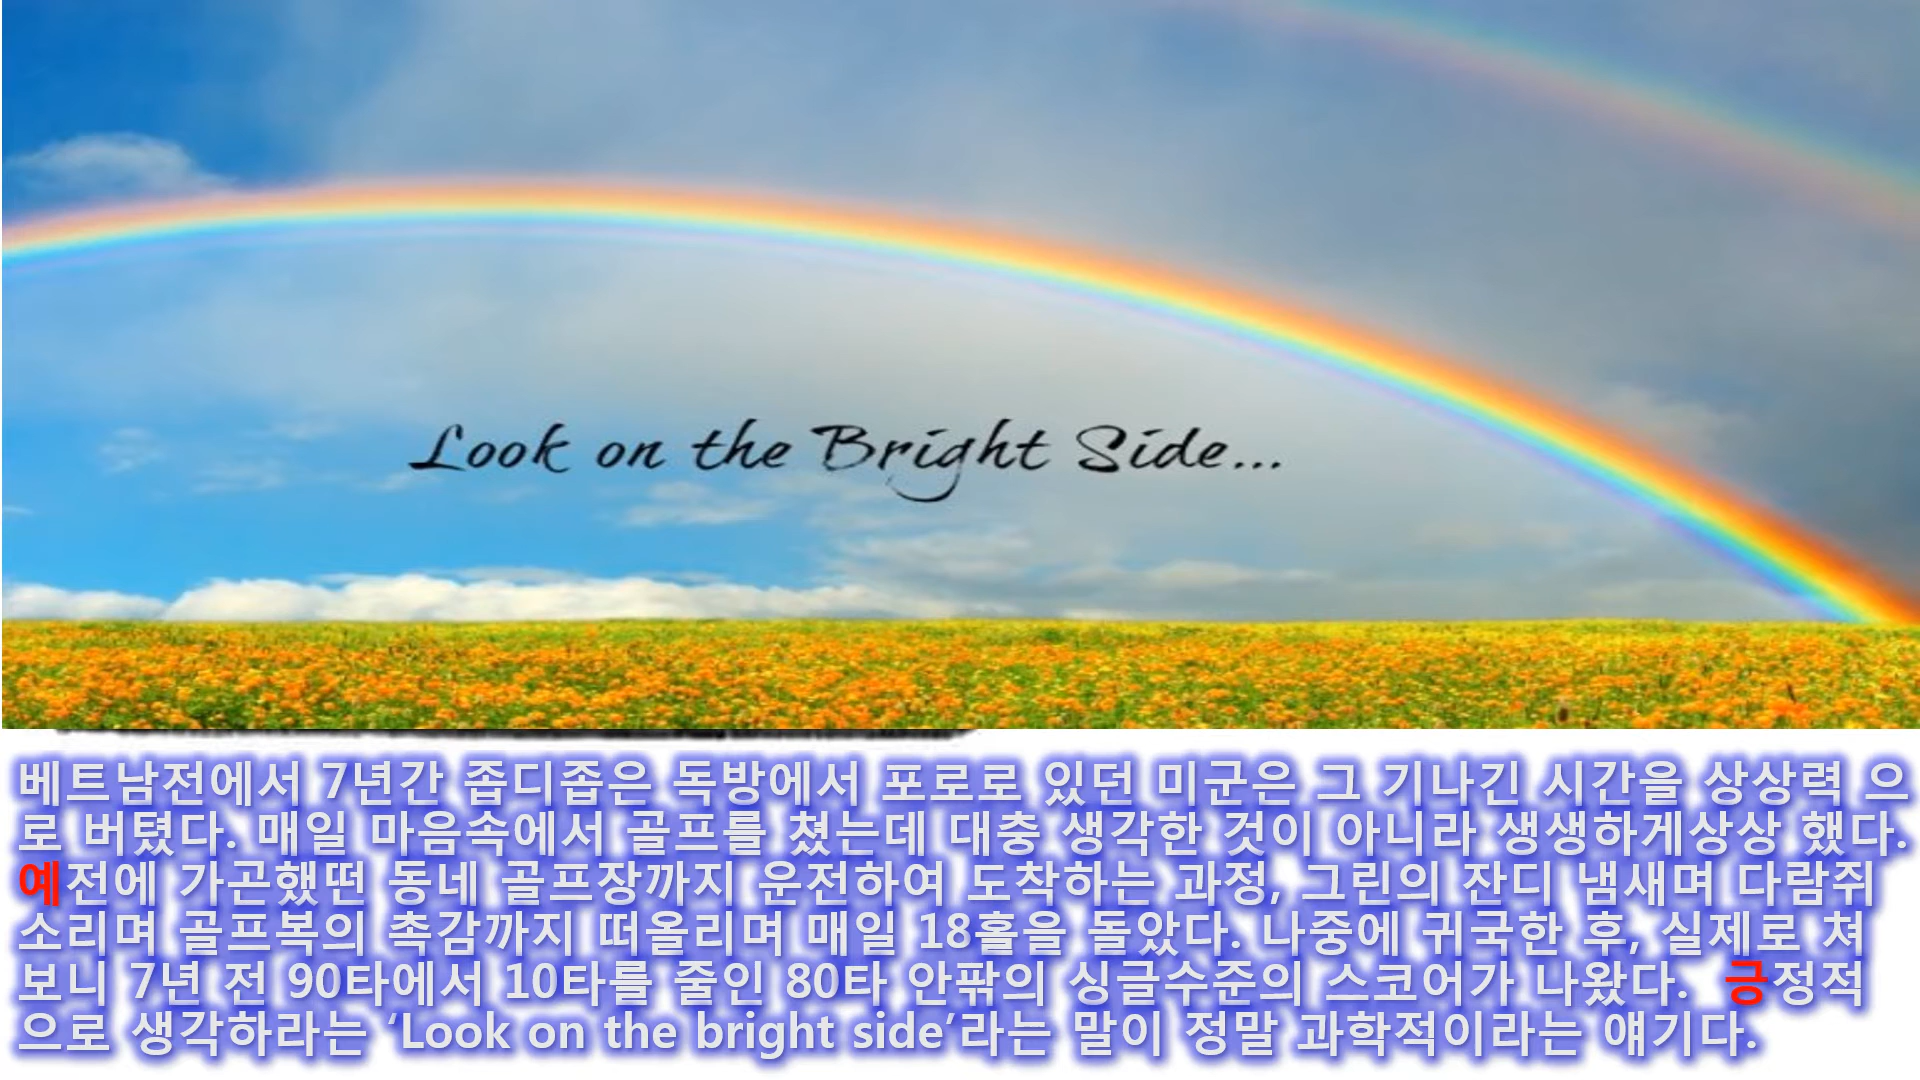 Look on the Bright Side...
베트남전에서 7년간 좁디좁은 독방에서 포로로 있던 미군은 그 기나긴 시간을 상상력 으
로 버텼다. 매일 마음속에서 골프를 쳤는데 대충 생각한 것이 아니라 생생하게상상 했다.
예전에 가곤했떤 동네 골프장까지 운전하여 도착하는 과정, 그린의 잔디 냄새며 다람쥐
소리며 골프복의 촉감까지 떠올리며 매일 18홀을 돌았다. 나중에 귀국한 후, 실제로 쳐
보니 7년 전 90타에서 10타를 줄인 80타 안팎의 싱글수준의 스코어가 나왔다. 긍정적
으로 생각하라는 ‘Look on the bright side’라는 말이 정말 과학적이라는 얘기다.